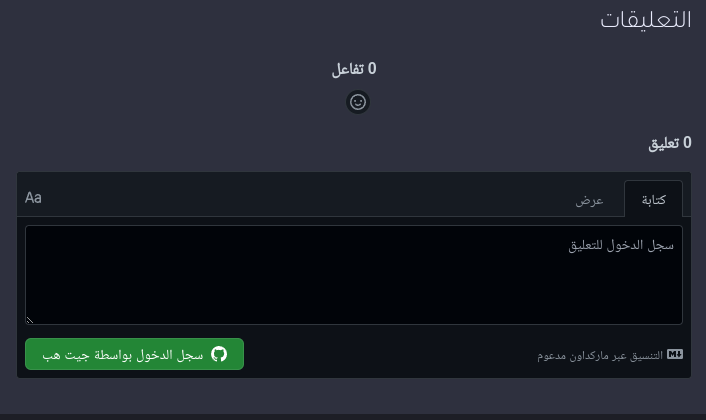 التعليقات
0 تفاعل
0 تعليق
كتابة
عرض
Aa
سجل الدخول للتعليق
التنسيق عبر ماركداون مدعوم
سجل الدخول بواسطة جيت هب